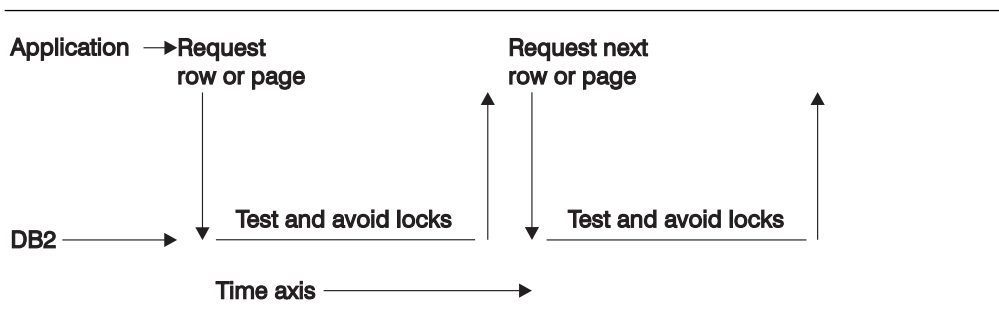 Application
Request
row or page
Request next
row or page
Test and avoid locks
Test and avoid locks
DB2
Time axis